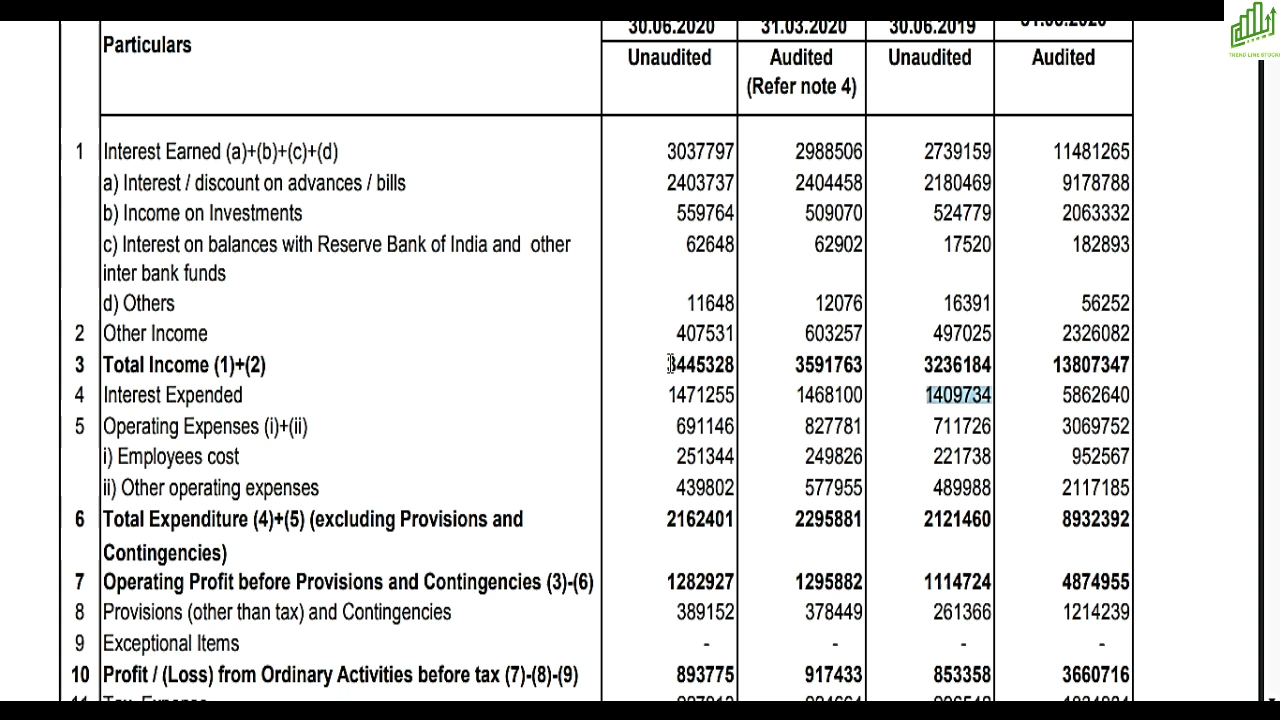 30.06.2020 31.03.2020 30.06.2019
Particulars Unaudited Audited Unaudited Audited
(Refer note 4)
1 Interest Earned (a)+(b)+(c)+(d) 3037797 2988506 2739159 11481265
a) Interest / discount on advances / bills 2403737 2404458 2180469 9178788
b) Income on Investments 559764 509070 524779 2063332
c) Interest on balances with Reserve Bank of India and other 62648 62902 17520 182893
inter bank funds
d) Others 11648 12076 16391 56252
2 Other Income 407531 603257 497025 2326082
3 Total Income (1)+(2) 3445328 3591763 3236184 13807347
4 Interest Expended 1471255 1468100 1409734 5862640
5 Operating Expenses (i)+(ii) 691146 827781 711726 3069752
i) Employees cost 251344 249826 221738 952567
ii) Other operating expenses 439802 577955 489988 2117185
6 Total Expenditure (4)+(5) (excluding Provisions and 2162401 2295881 2121460 8932392
Contingencies)
7 Operating Profit before Provisions and Contingencies (3)-(6) 1282927 1295882 1114724 4874955
8 Provisions (other than tax) and Contingencies 389152 378449 261366 1214239
9 Exceptional Items - - - -
10 Profit / (Loss) from Ordinary Activities before tax (7)-(8)-(9) 893775 917433 853358 3660716
TREND LINE STOCKS